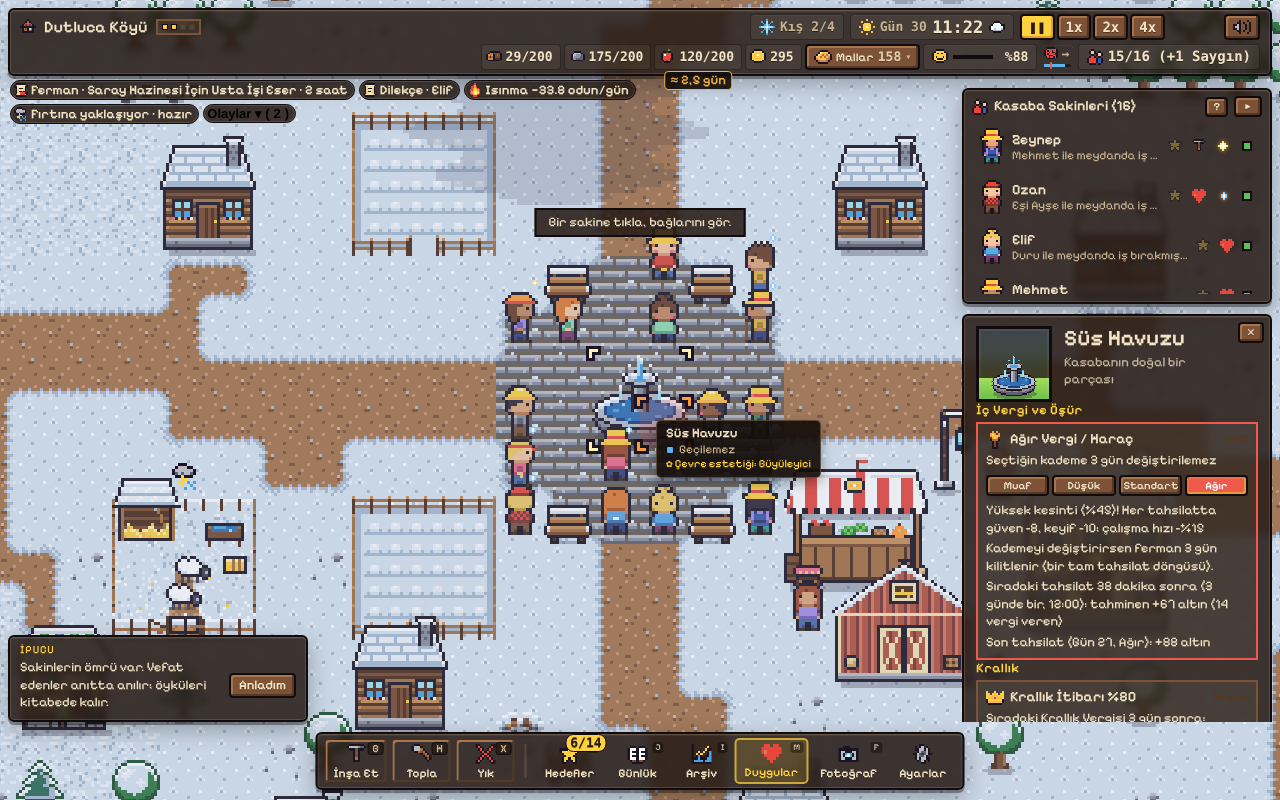 Dutluca Köyü
Kış 2/4
Gün 30 11:22
1x
2x
4x
29/200
175/200
120/200
295
Mallar 158 ▾
%88
15/16 (+1 Saygın)
≈ 2.2 gün
Ferman · Saray Hazinesi İçin Usta İşi Eser · 2 saat
Dilekçe · Elif
Isınma −33.8 odun/gün
Fırtına yaklaşıyor · hazır
Olaylar ▾ ( 2 )
Kasaba Sakinleri (16)
?
Zeynep
Mehmet ile meydanda iş ...
Ozan
Eşi Ayşe ile meydanda iş ...
Elif
Duru ile meydanda iş bırakmış...
Mehmet
Bir sakine tıkla, bağlarını gör.
Süs Havuzu
Geçilemez
Çevre estetiği: Büyüleyici
Süs Havuzu
Kasabanın doğal bir
parçası
İç Vergi ve Öşür
Ağır Vergi / Haraç
Seçtiğin kademe 3 gün değiştirilemez
Muaf
Düşük
Standart
Ağır
Yüksek kesinti (%45)! Her tahsilatta
güven -8, keyif -10; çalışma hızı -%15
Kademeyi değiştirirsen ferman 3 gün
kilitlenir (bir tam tahsilat döngüsü).
Sıradaki tahsilat 38 dakika sonra (3
günde bir, 12:00): tahminen +67 altın (14
vergi veren)
Son tahsilat (Gün 27, Ağır): +88 altın
Krallık
Krallık İtibarı %80
Sıradaki Krallık Vergisi 3 gün sonra:
İPUCU
Sakinlerin ömrü var. Vefat
edenler anıtta anılır; öyküleri
kitabede kalır.
Anladım
G
İnşa Et
H
Topla
X
Yık
6/14
Hedefler
J
Günlük
I
Arşiv
M
Duygular
F
Fotoğraf
Ayarlar